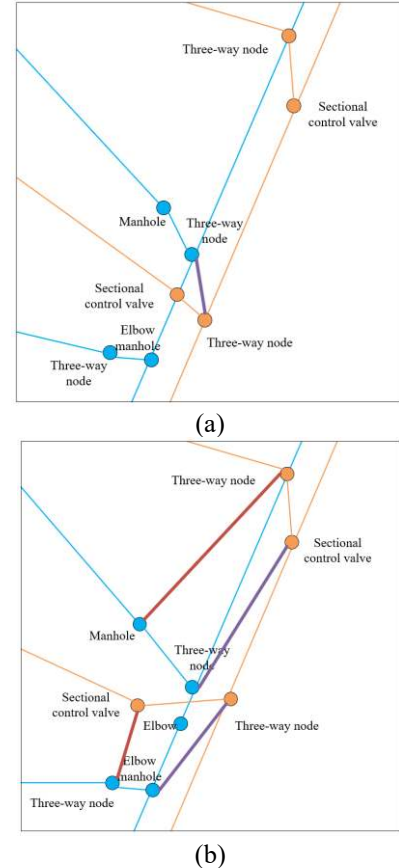 Three-way node
Sectional
control valve
Manhole
Three-way
node
Sectional
control valve
Elbow
manhole
Three-way node
Three-way
node
(a)
Three-way node
Sectional
control valve
Manhole
Three-way
node
Sectional
control valve
Elbow
Three-way node
Elbow
manhole
Three-way node
(b)